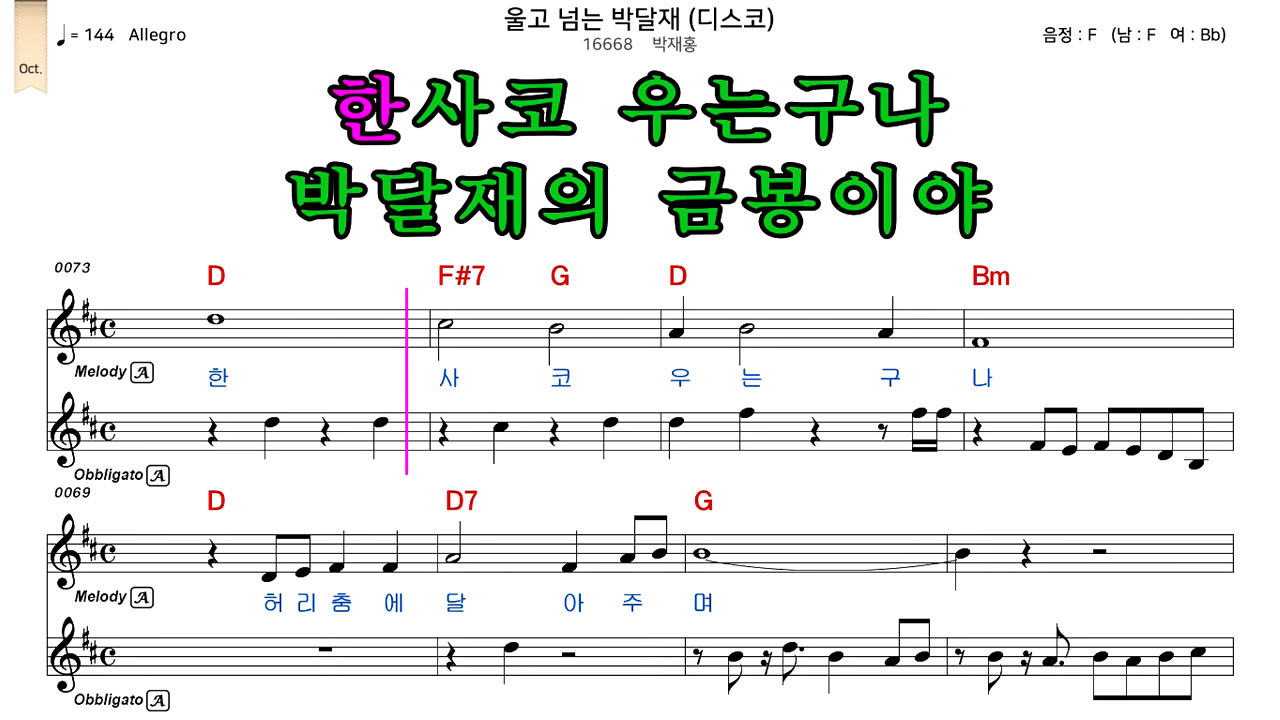 울고 넘는 박달재 (디스코)
♩= 144 Allegro
16668 박재홍
음정 : F (남 : F 여 : Bb)
Oct.
한사코 우는구나
박달재의 금봉이야
0073
D F#7 G D Bm
Melody A
한 사 코 우 는 구 나
Obbligato A
0069
D D7 G
Melody A
허 리 춤 에 달 아 주 며
Obbligato A